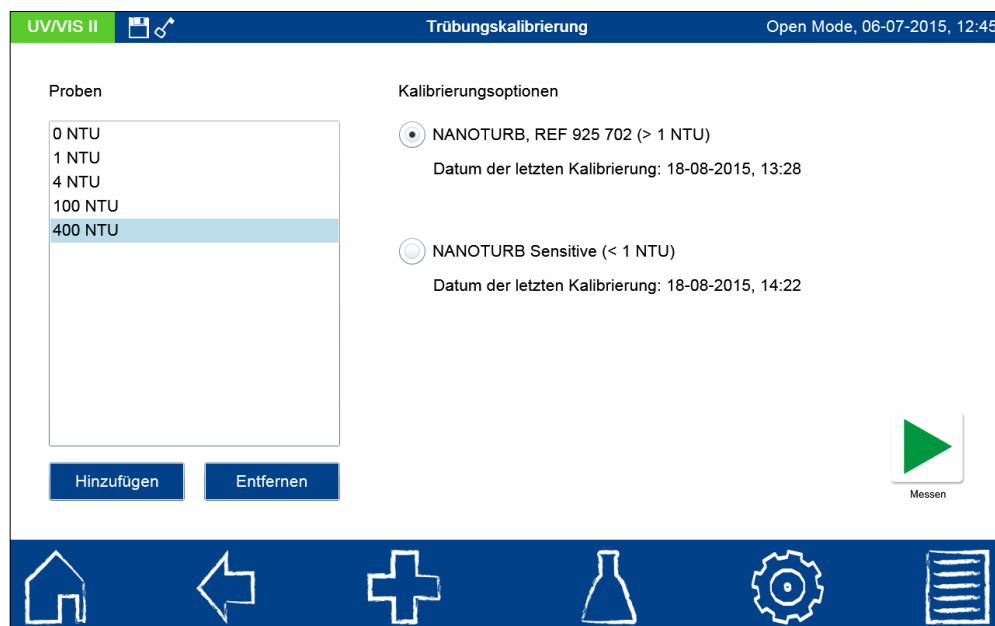 UV/VIS II Trübungskalibrierung Open Mode, 06-07-2015, 12:45
Proben
0 NTU
1 NTU
4 NTU
100 NTU
400 NTU
Hinzufügen Entfernen
Kalibrierungsoptionen
NANOTURB, REF 925 702 (> 1 NTU)
Datum der letzten Kalibrierung: 18-08-2015, 13:28
NANOTURB Sensitive (< 1 NTU)
Datum der letzten Kalibrierung: 18-08-2015, 14:22
Messen